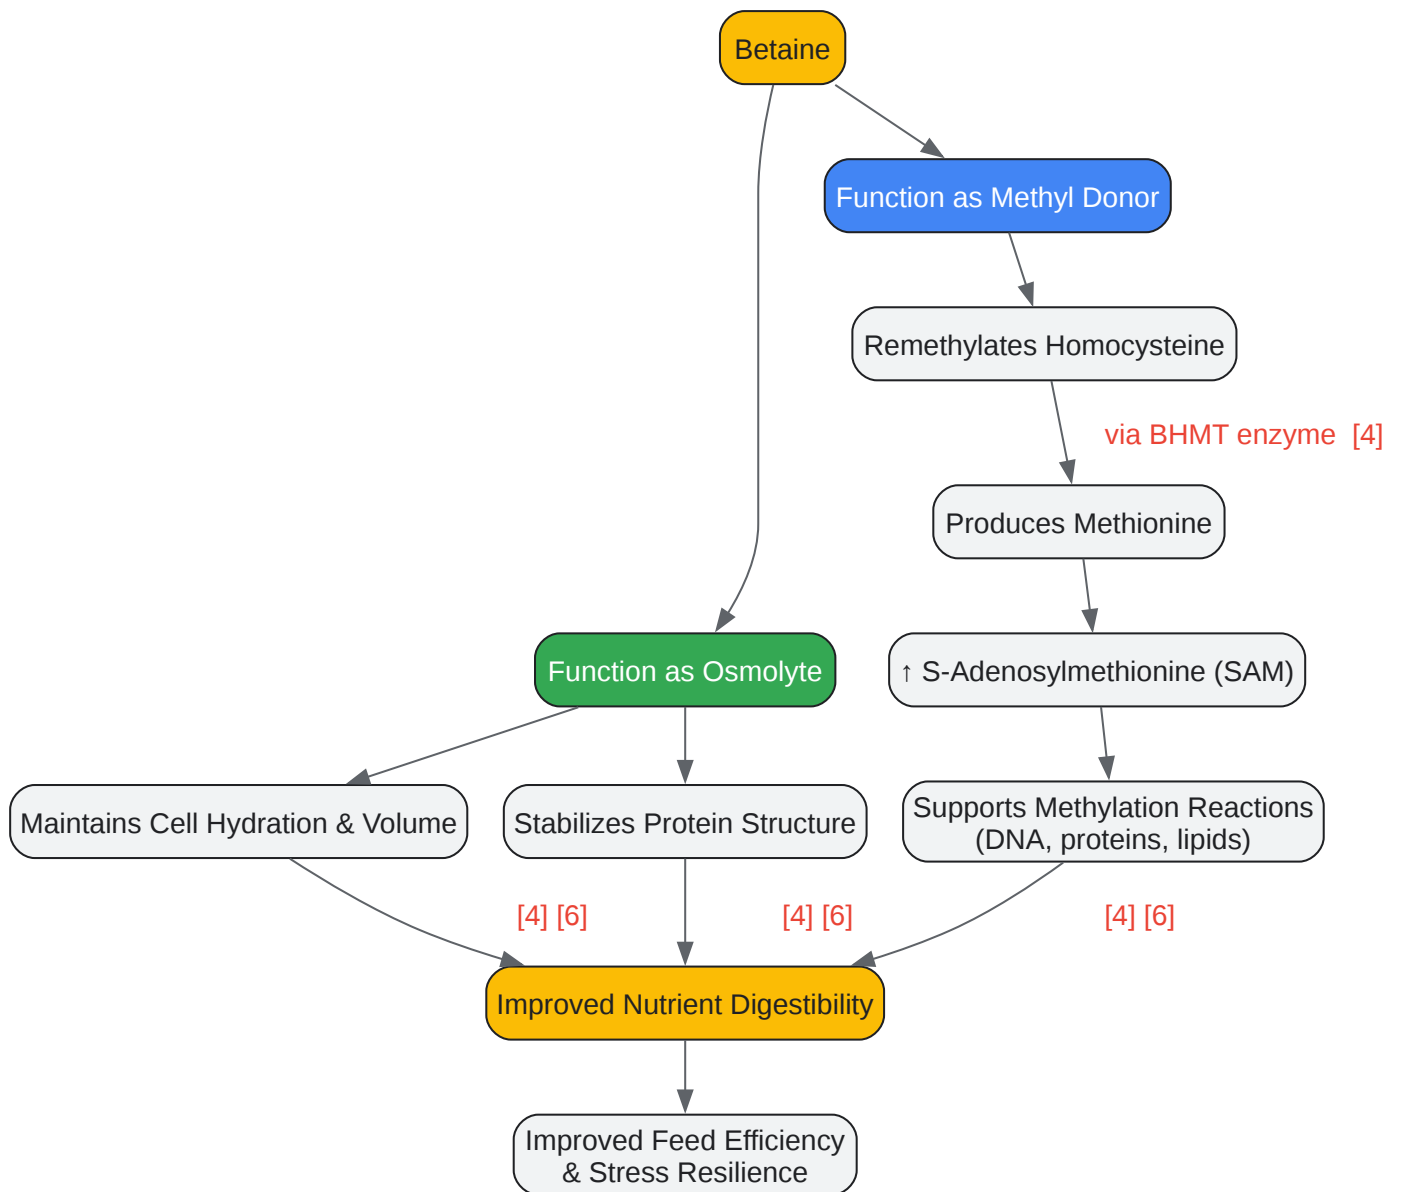 Betaine
Function as Methyl Donor
Remethylates Homocysteine
via BHMT enzyme  [4]
Produces Methionine
Function as Osmolyte
↑ S-Adenosylmethionine (SAM)
Maintains Cell Hydration & Volume
Stabilizes Protein Structure
Supports Methylation Reactions
(DNA, proteins, lipids)
[4] [6]
[4] [6]
[4] [6]
Improved Nutrient Digestibility
Improved Feed Efficiency
& Stress Resilience